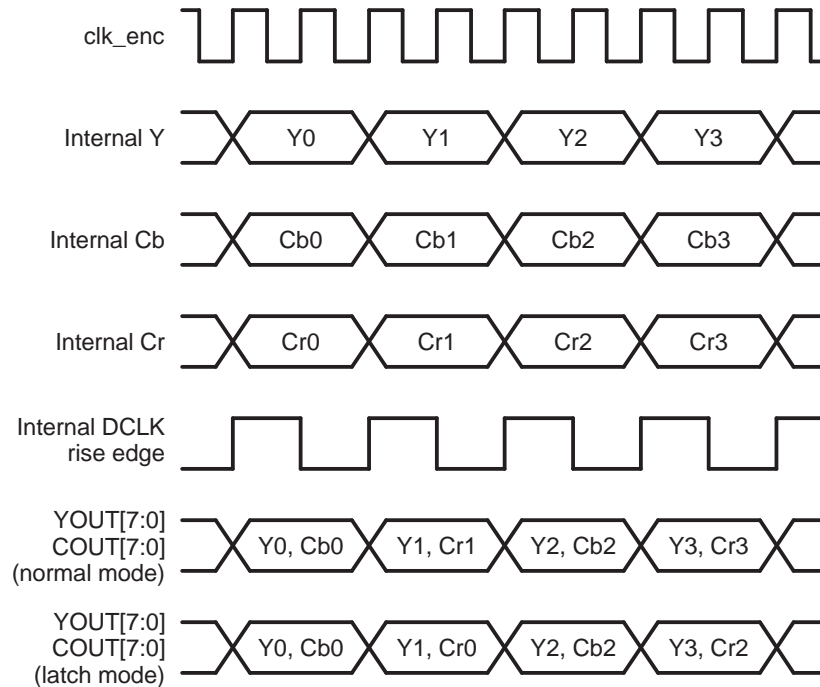 clk_enc
Internal Y
Y0 Y1 Y2 Y3
Internal Cb
Cb0 Cb1 Cb2 Cb3
Internal Cr
Cr0 Cr1 Cr2 Cr3
Internal DCLK
rise edge
YOUT[7:0]
COUT[7:0]
(normal mode)
Y0, Cb0 Y1, Cr1 Y2, Cb2 Y3, Cr3
YOUT[7:0]
COUT[7:0]
(latch mode)
Y0, Cb0 Y1, Cr0 Y2, Cb2 Y3, Cr2